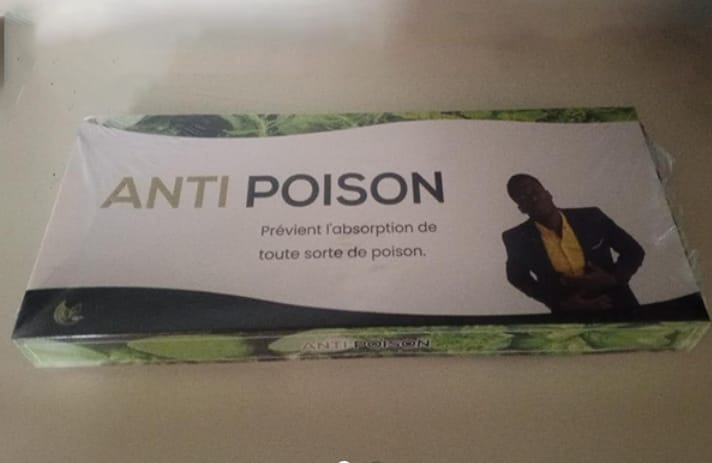 ANTI POISON
Prévient l'absorption de
toute sorte de poison.
ANTI POISON